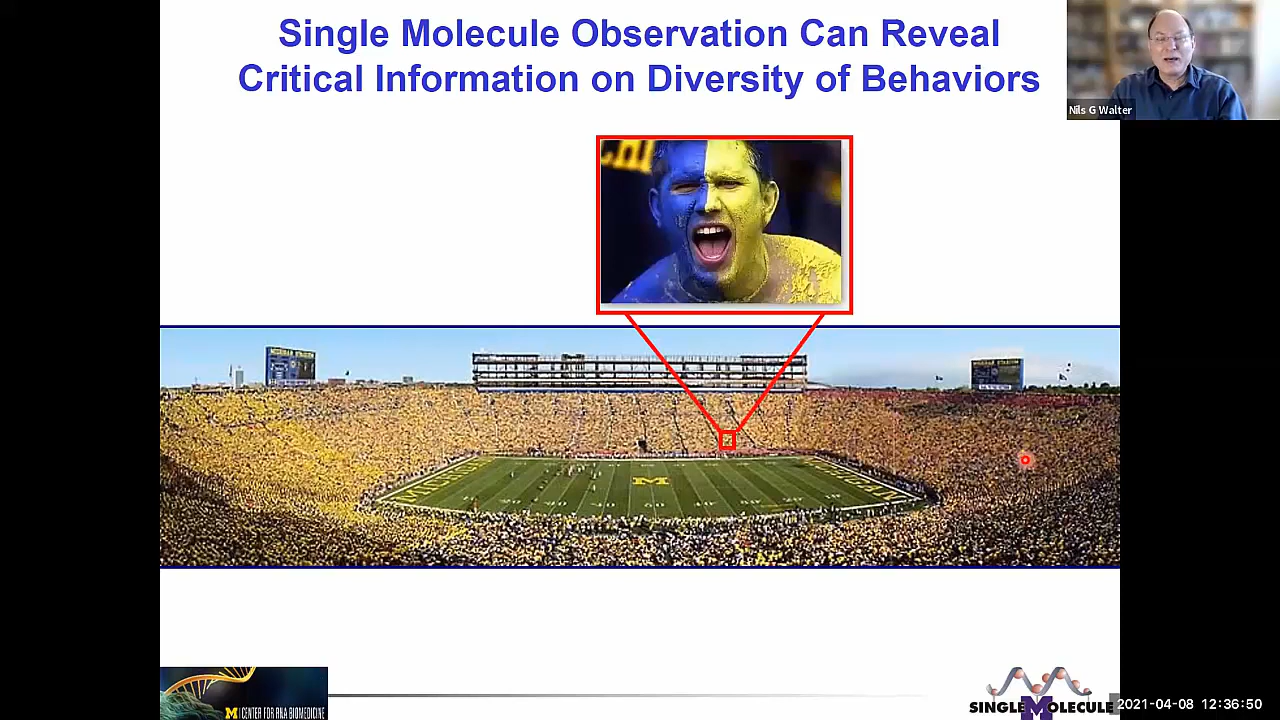 Single Molecule Observation Can Reveal
Critical Information on Diversity of Behaviors
Nils G Walter
M
MICHIGAN
M | CENTER FOR RNA BIOMEDICINE
SINGLE MOLECULE
2021-04-08 12:36:50